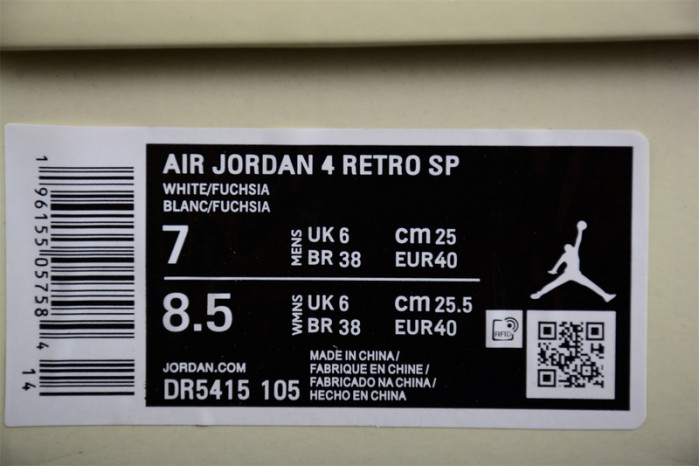 AIR JORDAN 4 RETRO SP
WHITE/FUCHSIA
BLANC/FUCHSIA
7 MENS UK 6 cm 25
BR 38 EUR40
8.5 WMNS UK 6 cm 25.5
BR 38 EUR40
RFID
JORDAN.COM
DR5415 105
MADE IN CHINA/
FABRIQUE EN CHINE/
FABRICADO NA CHINA/
HECHO EN CHINA
1 96155 05758 4 14